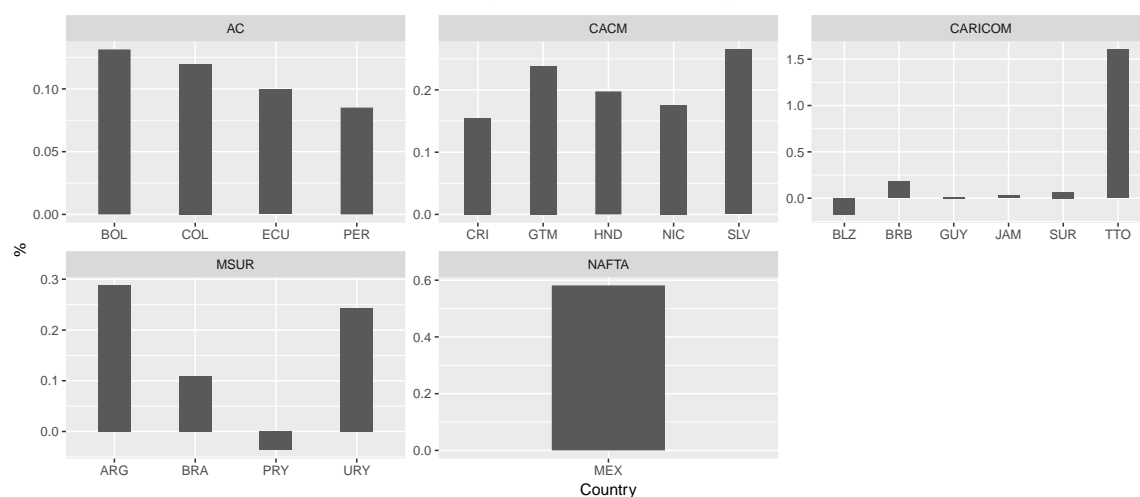 AC
0.10
0.05
0.00
BOL COL ECU PER
CACM
0.2
0.1
0.0
CRI GTM HND NIC SLV
CARICOM
1.5
1.0
0.5
0.0
BLZ BRB GUY JAM SUR TTO
%
MSUR
0.3
0.2
0.1
0.0
ARG BRA PRY URY
NAFTA
0.6
0.4
0.2
0.0
MEX
Country